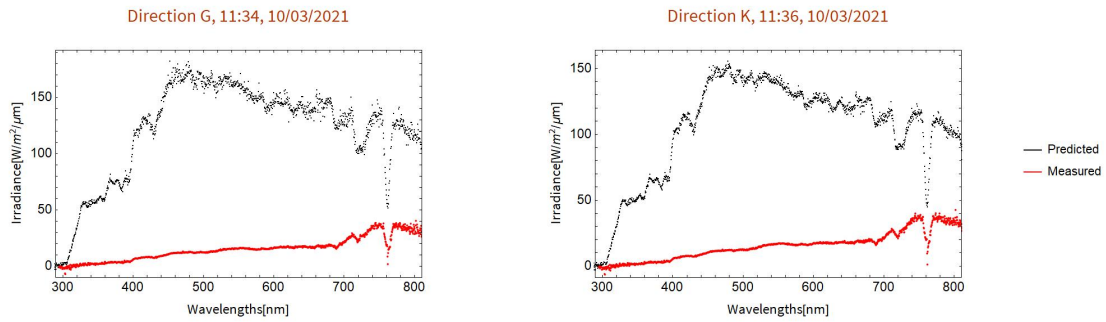 Direction G, 11:34, 10/03/2021
Irradiance[W/m²/μm]
150
100
50
0
300 400 500 600 700 800
Wavelengths[nm]
Direction K, 11:36, 10/03/2021
Irradiance[W/m²/μm]
150
100
50
0
300 400 500 600 700 800
Wavelengths[nm]
Predicted
Measured